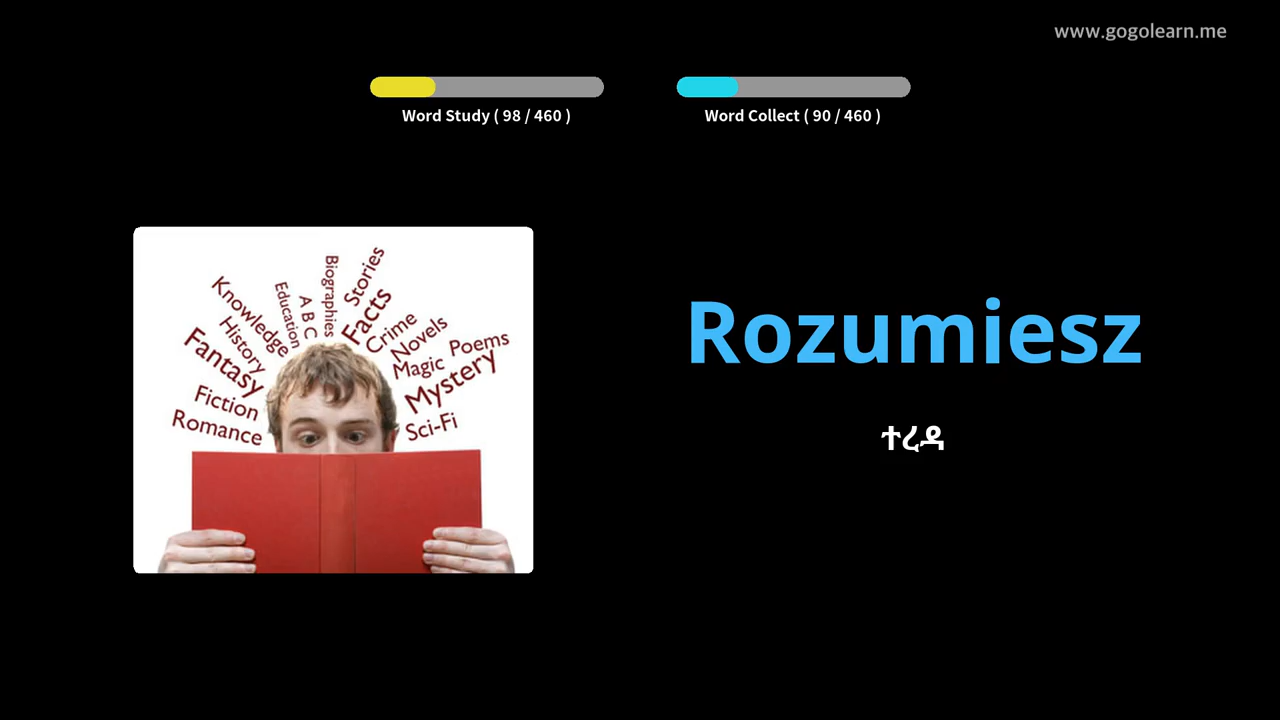 www.gogolearn.me
Word Study ( 98 / 460 )
Word Collect ( 90 / 460 )
Biographies
Stories
Education
A B C
Facts
Knowledge
Crime
History
Novels
Fantasy
Magic
Poems
Mystery
Fiction
Romance
Sci-Fi
Rozumiesz
ተረዳ